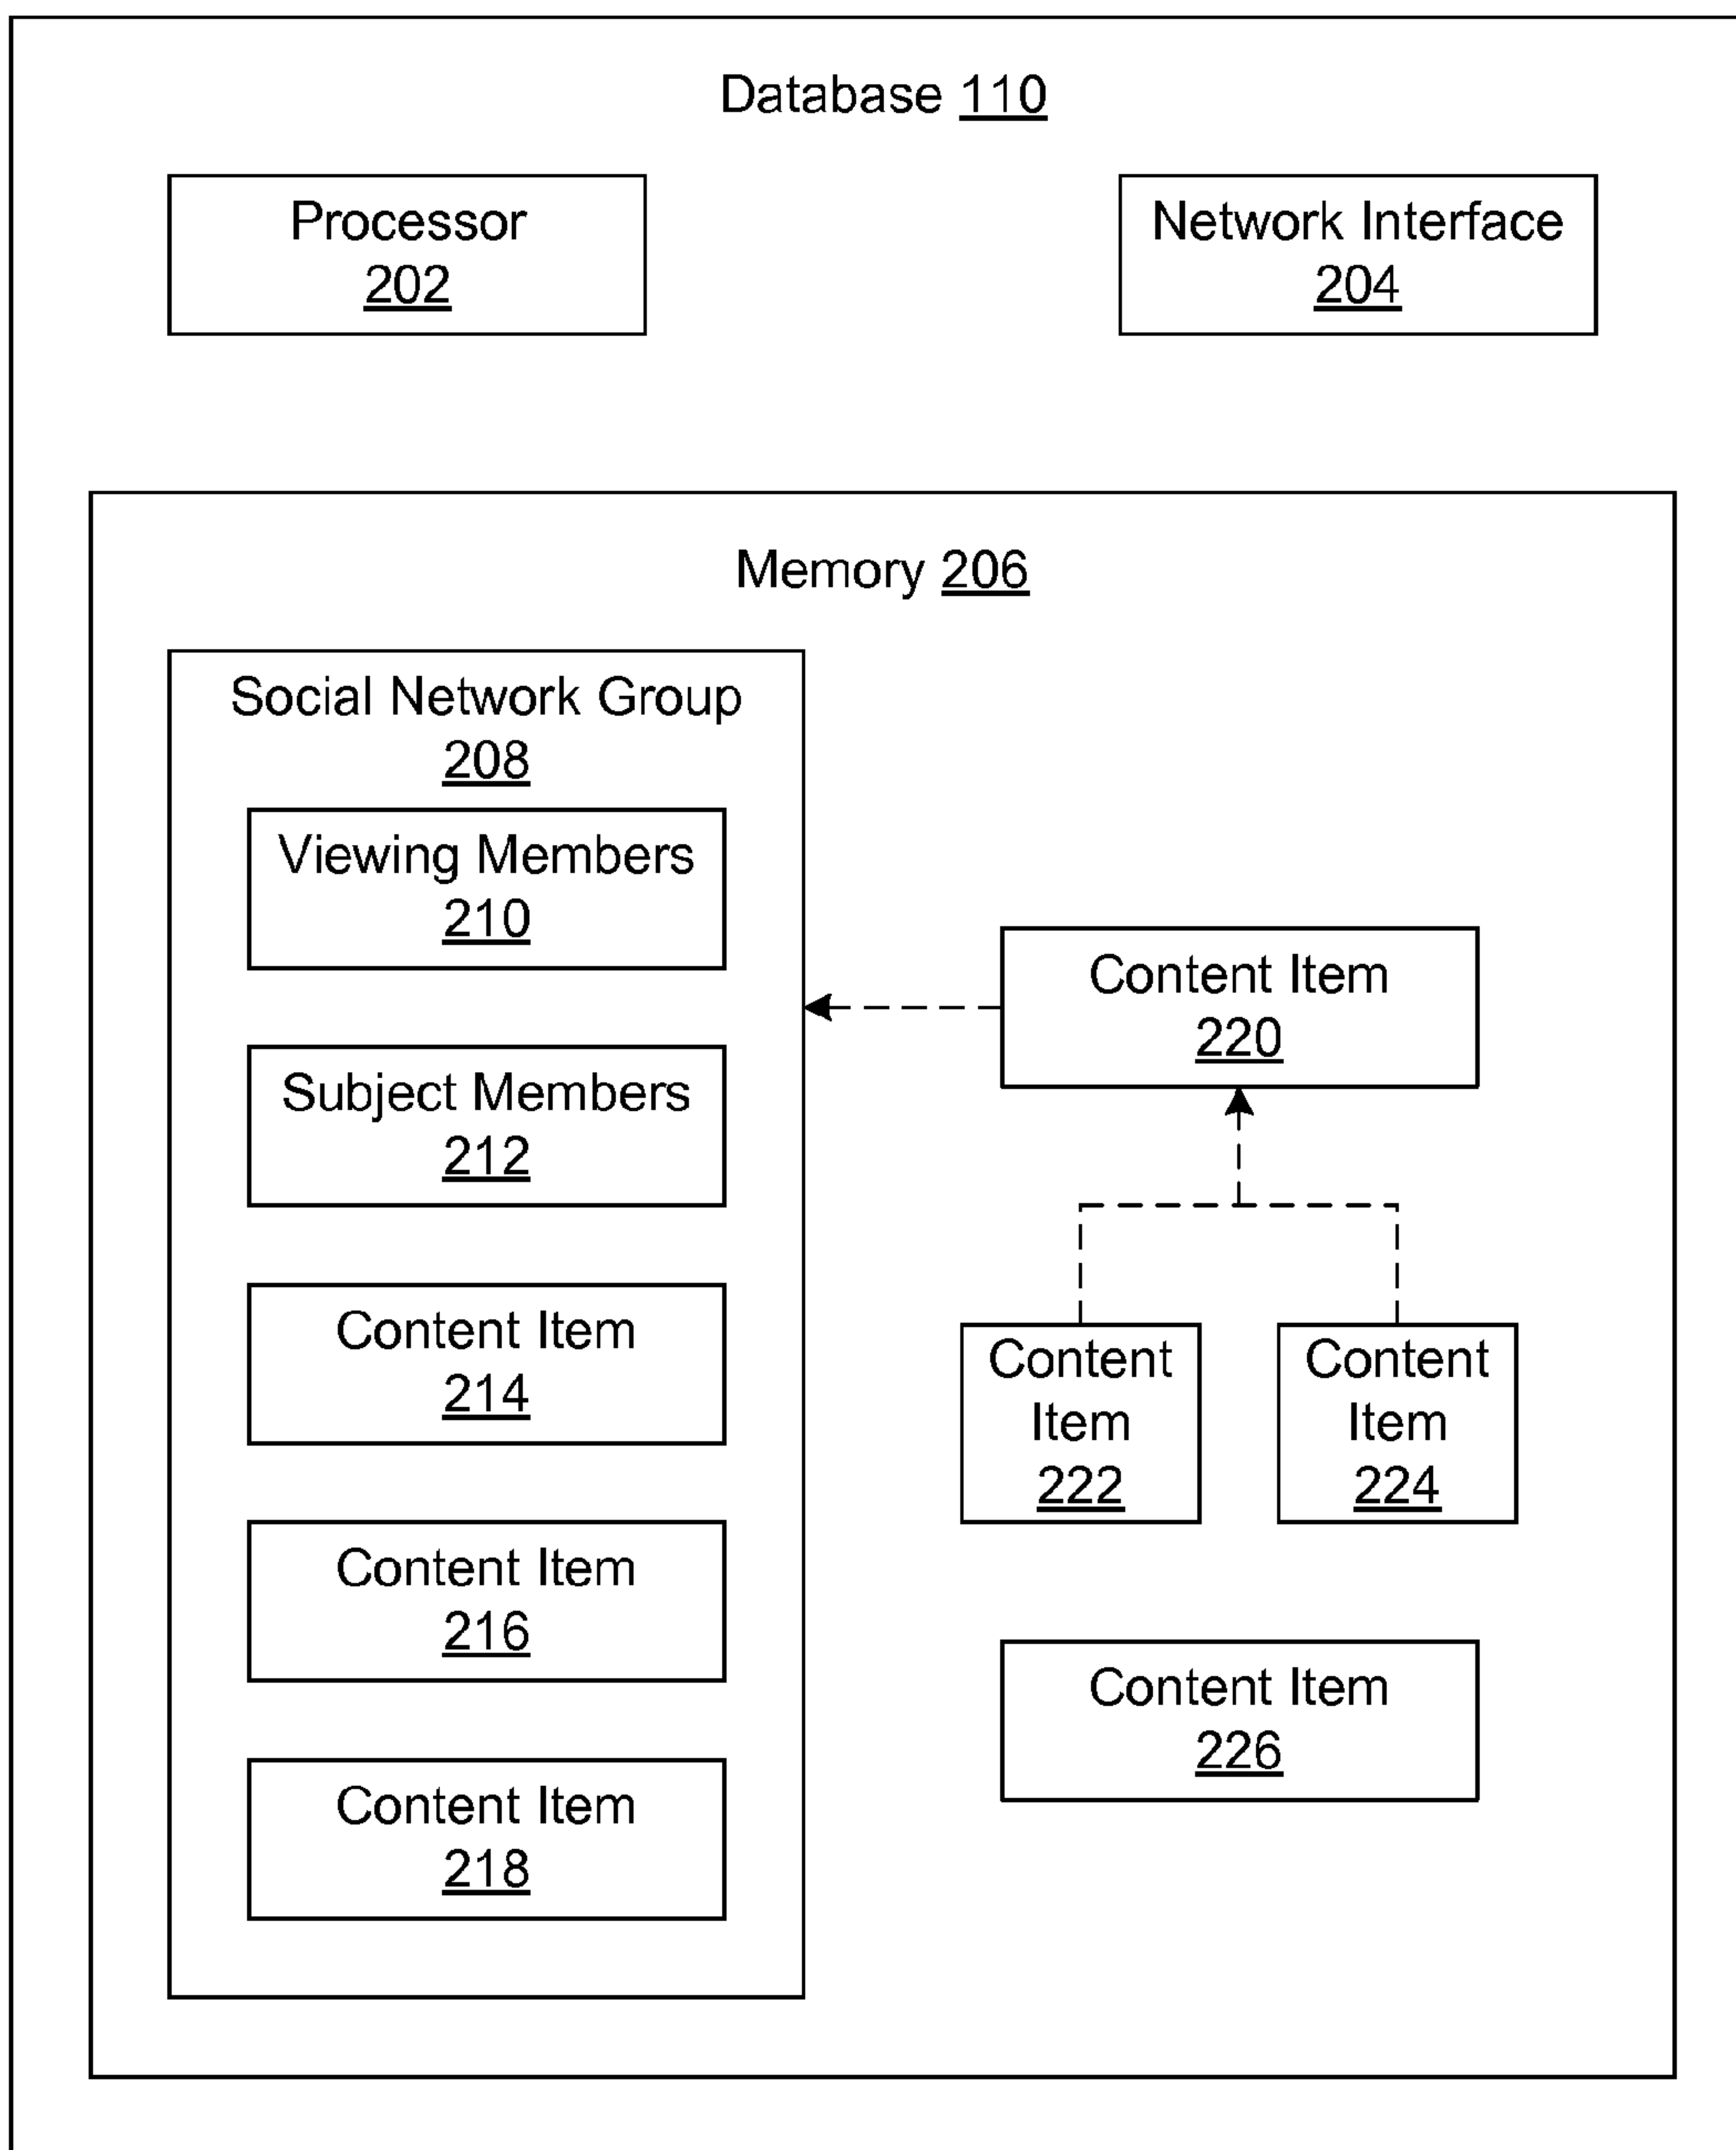 Database 110
Processor
202
Network Interface
204
Memory 206
Social Network Group
208
Viewing Members
210
Subject Members
212
Content Item
214
Content Item
216
Content Item
218
Content Item
220
Content
Item
222
Content
Item
224
Content Item
226